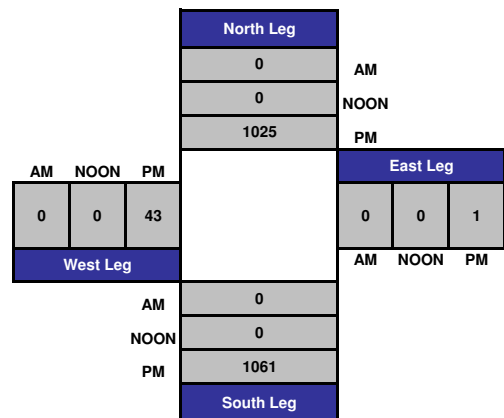 North Leg
0 AM
0 NOON
1025 PM
AM NOON PM East Leg
0 0 43 0 0 1
West Leg AM NOON PM
AM 0
NOON 0
PM 1061
South Leg